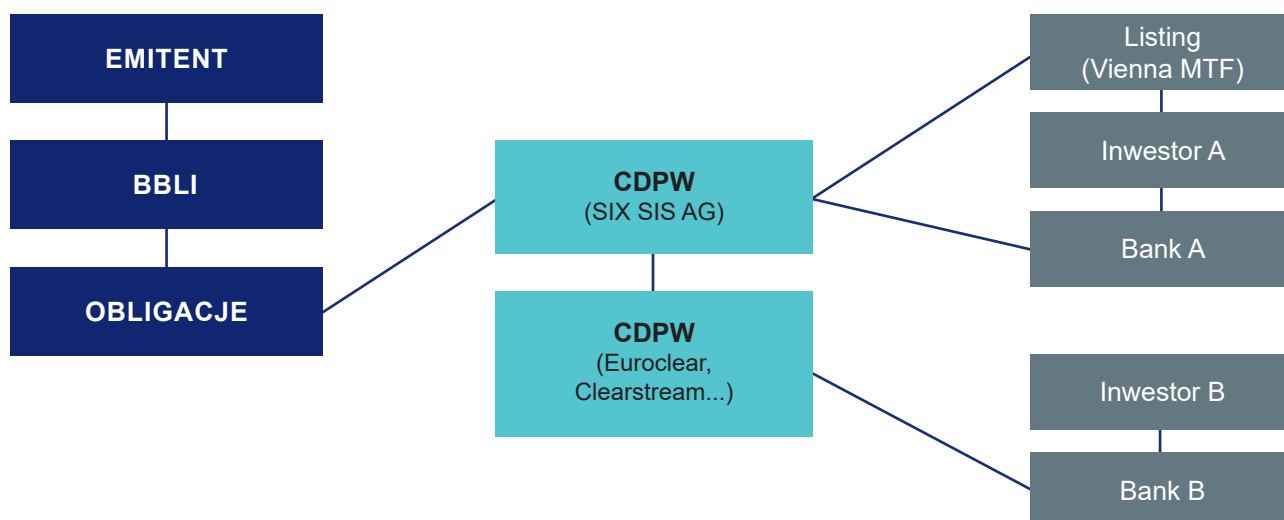 EMITENT
BBLI
OBLIGACJE
CDPW
(SIX SIS AG)
CDPW
(Euroclear,
Clearstream...)
Listing
(Vienna MTF)
Inwestor A
Bank A
Inwestor B
Bank B